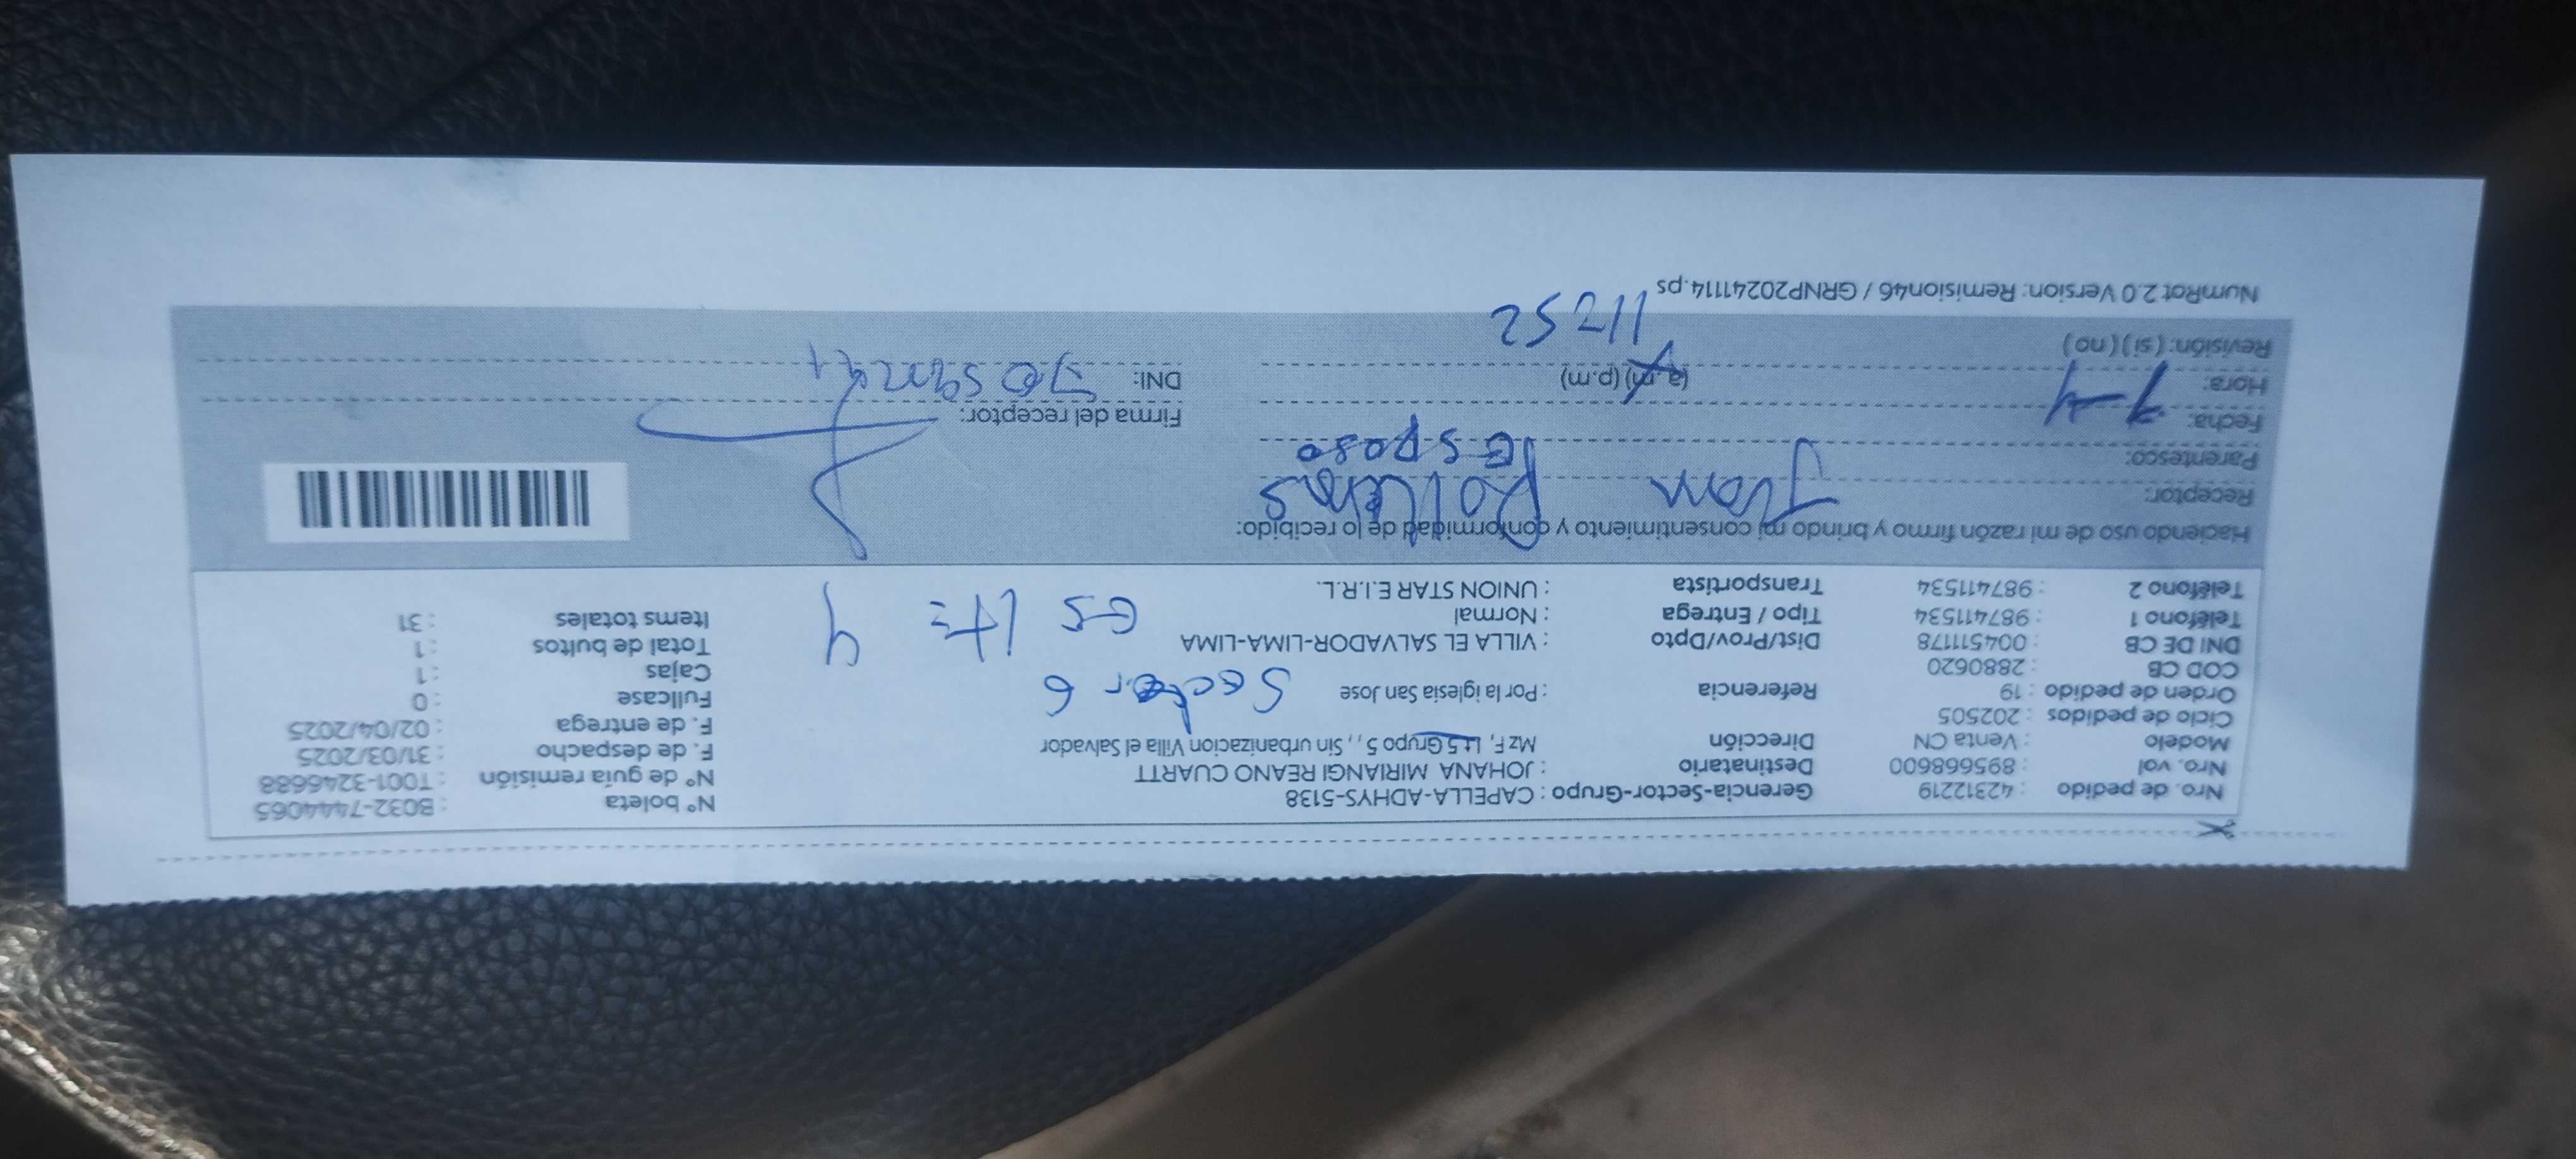 Nro. de pedido : 42312219 Gerencia-Sector-Grupo : CAPELLA-ADHYS-5138 N° boleta : B032-7444065
Nro. vol : 895668600 Destinatario : JOHANA MIRIANGI REANO CUARTT N° de guía remisión : T001-3246688
Modelo : Venta CN Dirección Mz F, Lt 5 Grupo 5 , , Sin urbanizacion Villa el Salvador F. de despacho : 31/03/2025
Ciclo de pedidos : 202505 F. de entrega : 02/04/2025
Orden de pedido : 19 Referencia : Por la iglesia San Jose Sector 6 Fullcase : 0
COD CB : 2880620 Cajas : 1
DNI DE CB : 004511178 Dist/Prov/Dpto : VILLA EL SALVADOR-LIMA-LIMA Total de bultos : 1
Teléfono 1 : 987411534 Tipo / Entrega : Normal G5 Lt= 4 Items totales : 31
Teléfono 2 : 987411534 Transportista : UNION STAR E.I.R.L.
Haciendo uso de mi razón firmo y brindo mi consentimiento y conformidad de lo recibido:
Receptor: Juan
Parentesco: Esposo
Fecha: Firma del receptor:
Hora: (a.m) (p.m) DNI:
Revisión: (si) (no)
NumRot 2.0 Version: Remision46 / GRNP20241114.ps